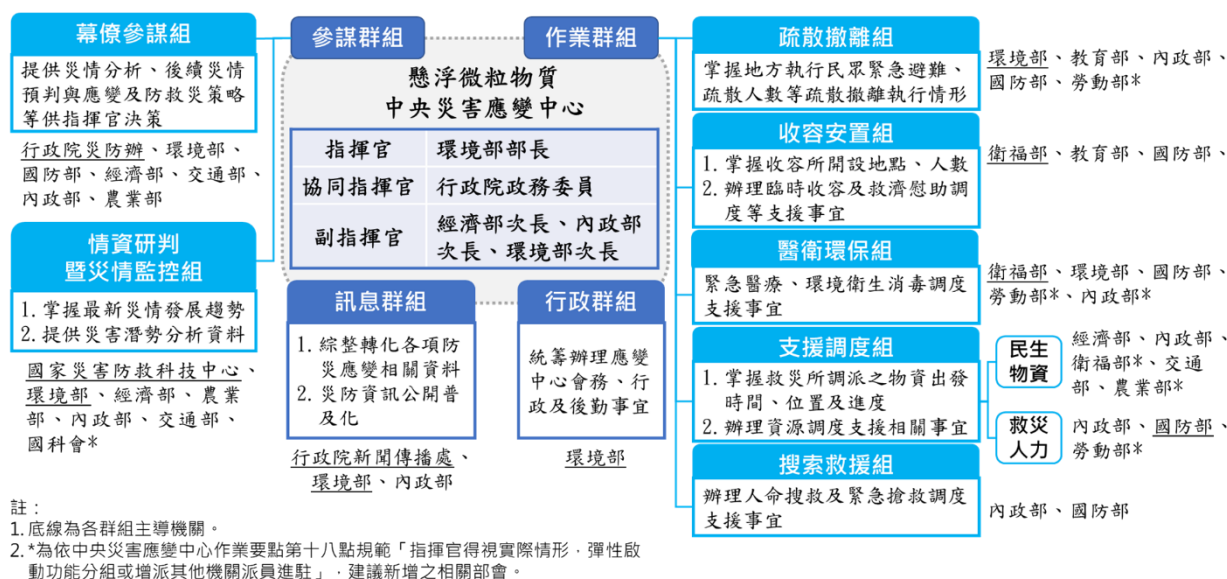 幕僚參謀組
提供災情分析、後續災情
預判與應變及防救災策略
等供指揮官決策
行政院災防辦、環境部、
國防部、經濟部、交通部、
內政部、農業部
情資研判
暨災情監控組
1. 掌握最新災情發展趨勢
2. 提供災害潛勢分析資料
國家災害防救科技中心、
環境部、經濟部、農業
部、內政部、交通部、
國科會*
參謀群組
作業群組
懸浮微粒物質
中央災害應變中心
指揮官 環境部部長
協同指揮官 行政院政務委員
副指揮官 經濟部次長、內政部
次長、環境部次長
訊息群組
1. 綜整轉化各項防
災應變相關資料
2. 災防資訊公開普
及化
行政院新聞傳播處、
環境部、內政部
行政群組
統籌辦理應變
中心會務、行
政及後勤事宜
環境部
疏散撤離組
掌握地方執行民眾緊急避難、
疏散人數等疏散撤離執行情形
環境部、教育部、內政部、
國防部、勞動部*
收容安置組
1. 掌握收容所開設地點、人數
2. 辦理臨時收容及救濟慰助調
度等支援事宜
衛福部、教育部、國防部、
醫衛環保組
緊急醫療、環境衛生消毒調度
支援事宜
衛福部、環境部、國防部、
勞動部*、內政部*
支援調度組
1. 掌握救災所調派之物資出發
時間、位置及進度
2. 辦理資源調度支援相關事宜
民生
物資
經濟部、內政部、
衛福部*、交通
部、農業部*
救災
人力
內政部、國防部、
勞動部*
搜索救援組
辦理人命搜救及緊急搶救調度
支援事宜
內政部、國防部
註：
1. 底線為各群組主導機關。
2. *為依中央災害應變中心作業要點第十八點規範「指揮官得視實際情形，彈性啟
動功能分組或增派其他機關派員進駐」，建議新增之相關部會。